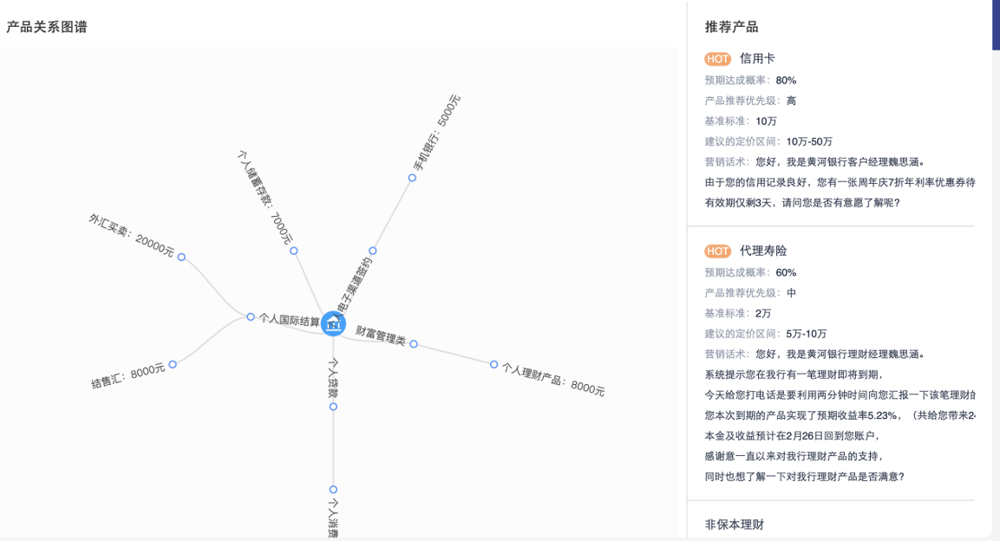 产品关系图谱
手机银行：5000元
个人储蓄存款：7000元
外汇买卖：20000元
电子渠道签约
个人国际结算
财富管理类
结售汇：8000元
个人理财产品：8000元
个人贷款
个人消费
推荐产品
HOT 信用卡
预期达成概率：80%
产品推荐优先级：高
基准标准：10万
建议的定价区间：10万-50万
营销话术：您好，我是黄河银行客户经理魏思涵。
由于您的信用记录良好，您有一张周年庆7折年利率优惠券待
有效期仅剩3天，请问您是否有意愿了解呢?
HOT 代理寿险
预期达成概率：60%
产品推荐优先级：中
基准标准：2万
建议的定价区间：5万-10万
营销话术：您好，我是黄河银行理财经理魏思涵。
系统提示您在我行有一笔理财即将到期，
今天给您打电话是要利用两分钟时间向您汇报一下该笔理财的
您本次到期的产品实现了预期收益率5.23%，（共给您带来2
本金及收益预计在2月26日回到您账户，
感谢意一直以来对我行理财产品的支持，
同时也想了解一下对我行理财产品是否满意?
非保本理财